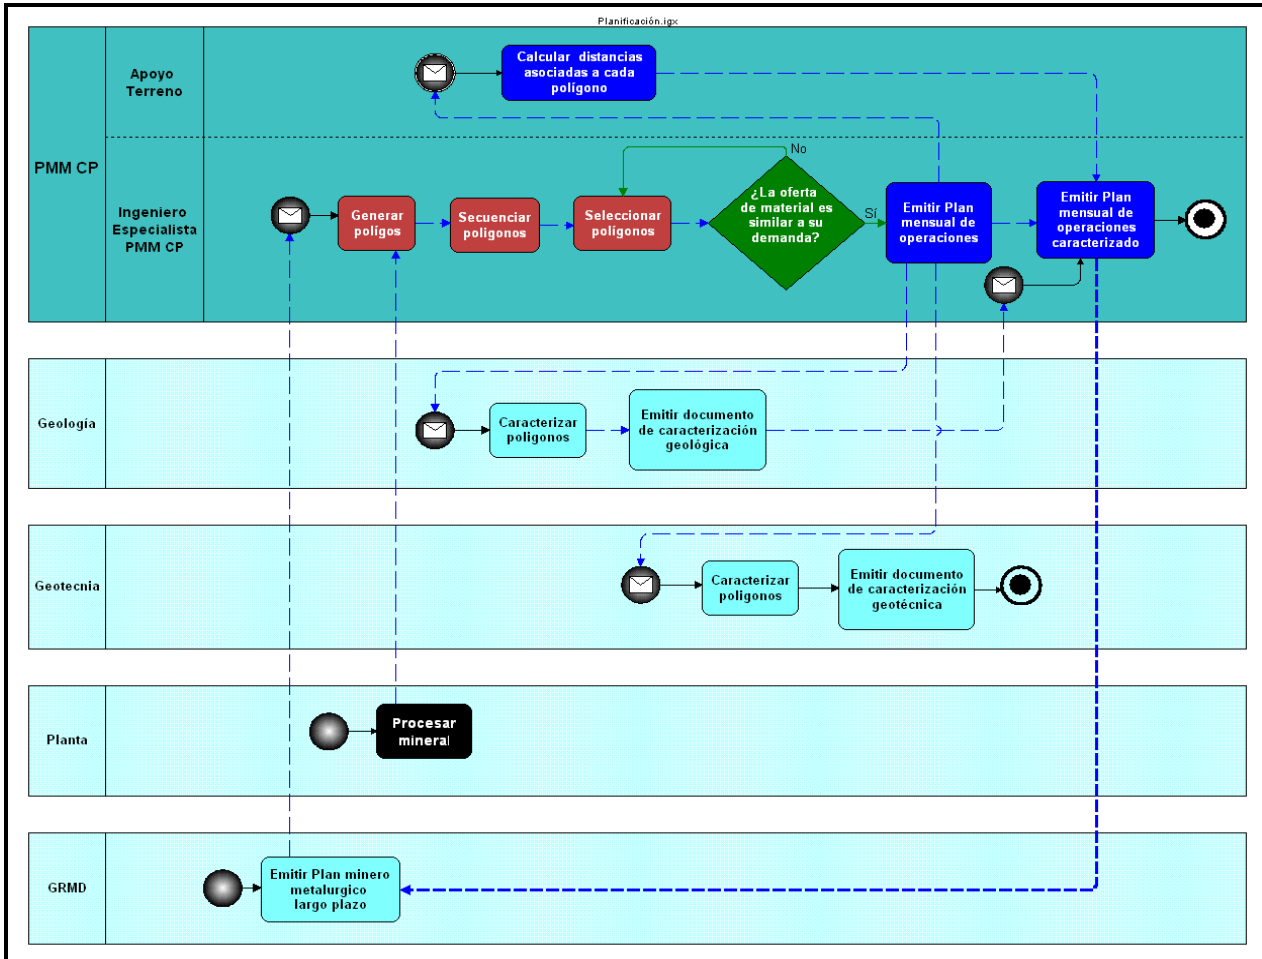 Planificación.igx
PMM CP
Apoyo
Terreno
Calcular distancias
asociadas a cada
polígono
Ingeniero
Especialista
PMM CP
Generar
polígos
Secuenciar
polígonos
Seleccionar
polígonos
No
¿La oferta
de material es
similar a su
demanda?
Sí
Emitir Plan
mensual de
operaciones
Emitir Plan
mensual de
operaciones
caracterizado
Geología
Caracterizar
poligonos
Emitir documento
de caracterización
geológica
Geotecnia
Caracterizar
poligonos
Emitir documento
de caracterización
geotécnica
Planta
Procesar
mineral
GRMD
Emitir Plan minero
metalurgico
largo plazo